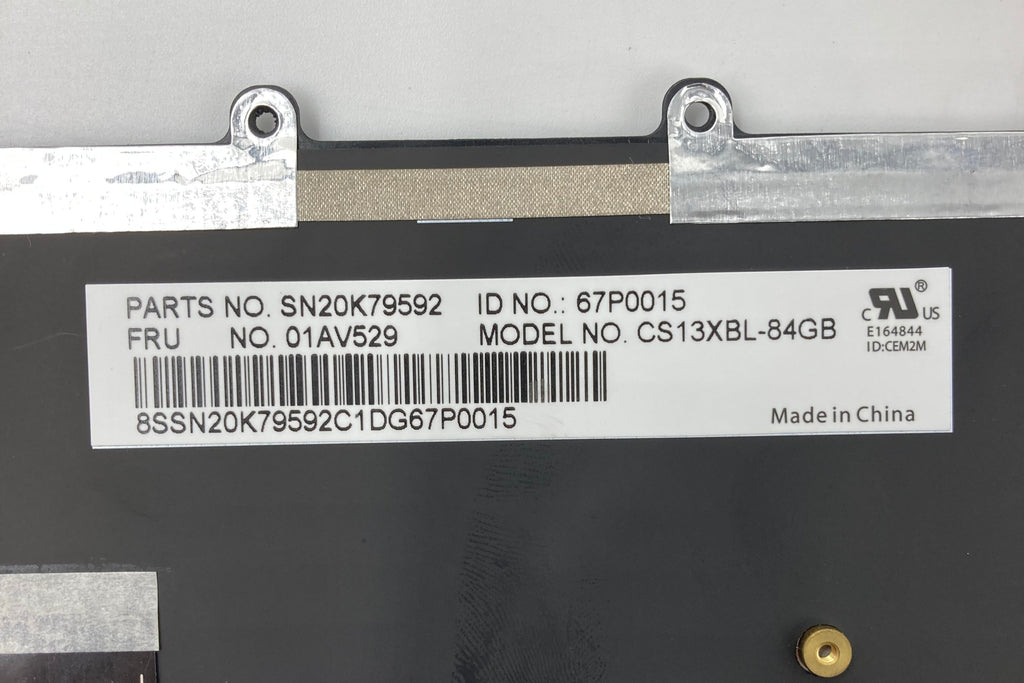 PARTS NO. SN20K79592 ID NO.: 67P0015
FRU NO. 01AV529 MODEL NO. CS13XBL-84GB
8SSN20K79592C1DG67P0015
C RU US ®
E164844
ID:CEM2M
Made in China